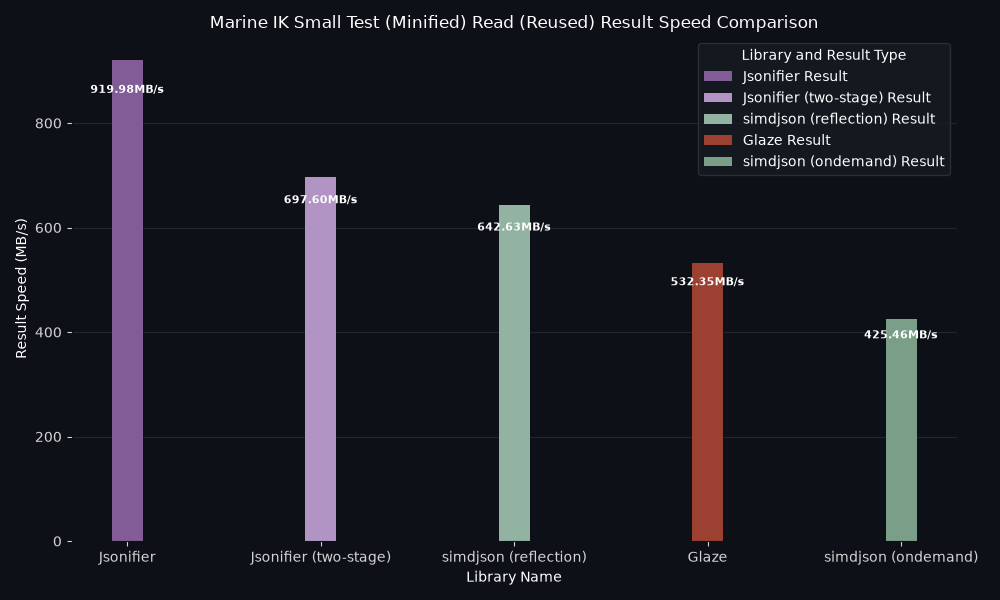 Marine IK Small Test (Minified) Read (Reused) Result Speed Comparison
Library and Result Type
Jsonifier Result
Jsonifier (two-stage) Result
simdjson (reflection) Result
Glaze Result
simdjson (ondemand) Result
919.98MB/s
697.60MB/s
642.63MB/s
532.35MB/s
425.46MB/s
Result Speed (MB/s)
800
600
400
200
0
Jsonifier
Jsonifier (two-stage)
simdjson (reflection)
Glaze
simdjson (ondemand)
Library Name